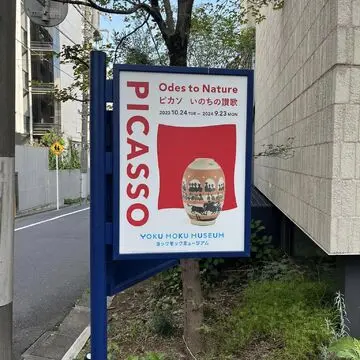 PICASSO
Odes to Nature
ピカソ いのちの讃歌
2023 10.24 TUE — 2024 9.23 MON
YOKU MOKU MUSEUM
ヨックモックミュージアム